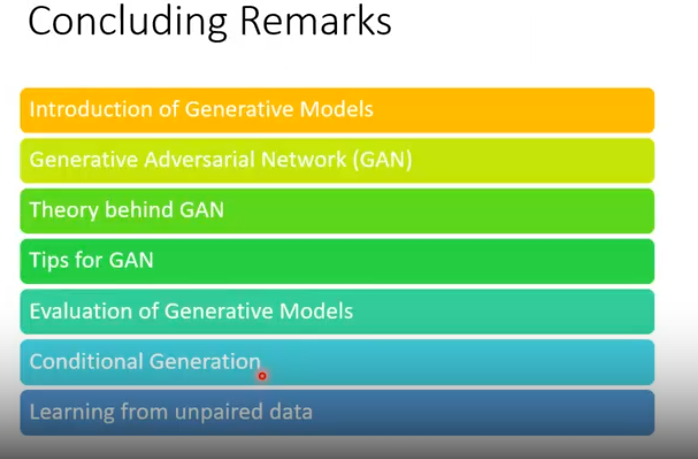 Concluding Remarks
Introduction of Generative Models
Generative Adversarial Network (GAN)
Theory behind GAN
Tips for GAN
Evaluation of Generative Models
Conditional Generation
Learning from unpaired data